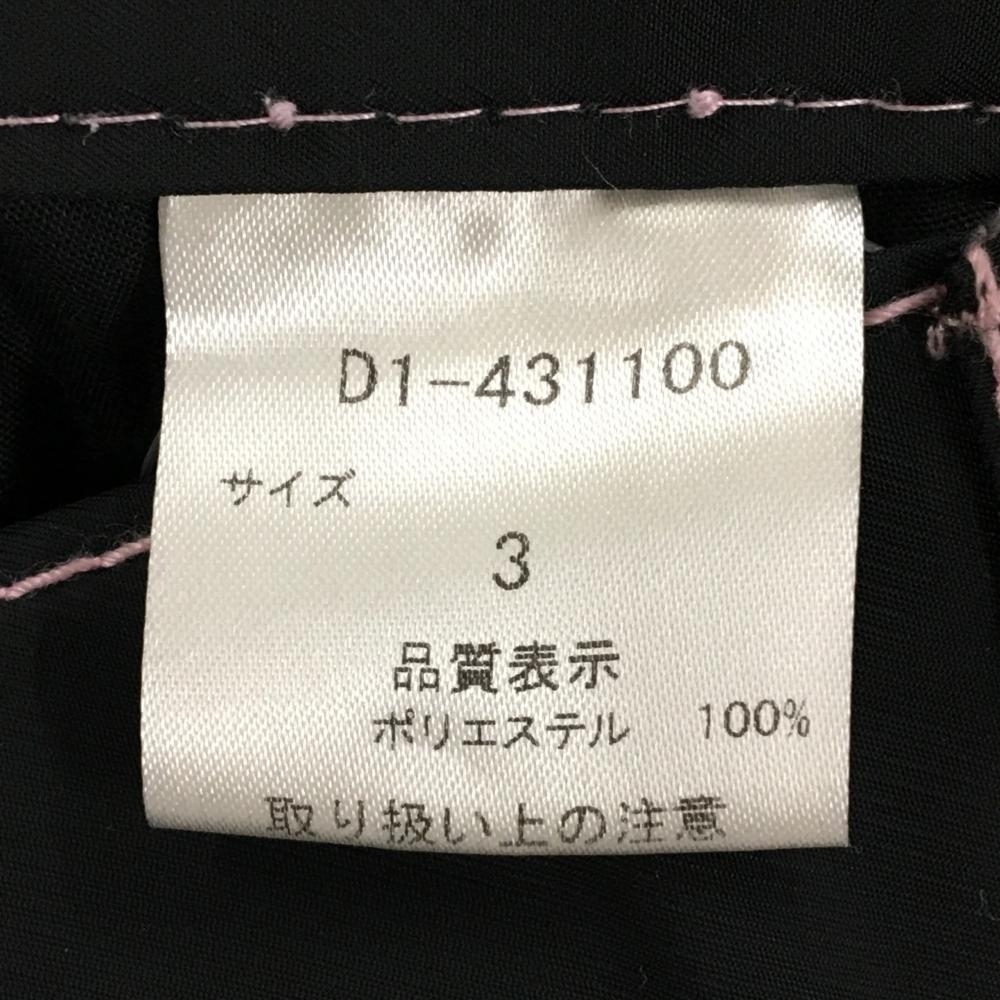 D1-431100
サイズ
3
品質表示
ポリエステル 100%
取り扱い上の注意